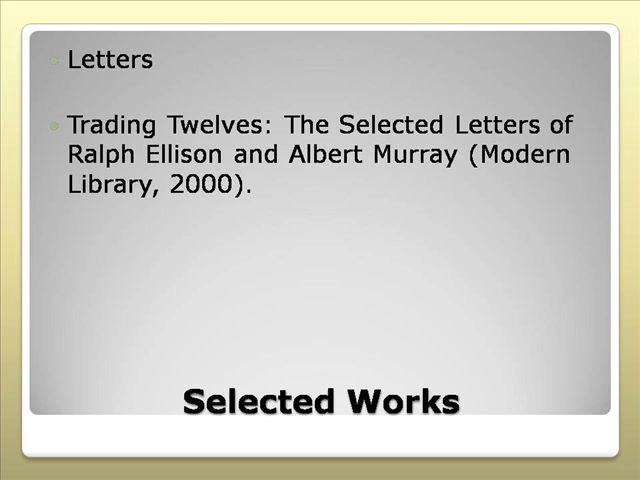 Letters
Trading Twelves: The Selected Letters of
Ralph Ellison and Albert Murray (Modern
Library, 2000).
Selected Works